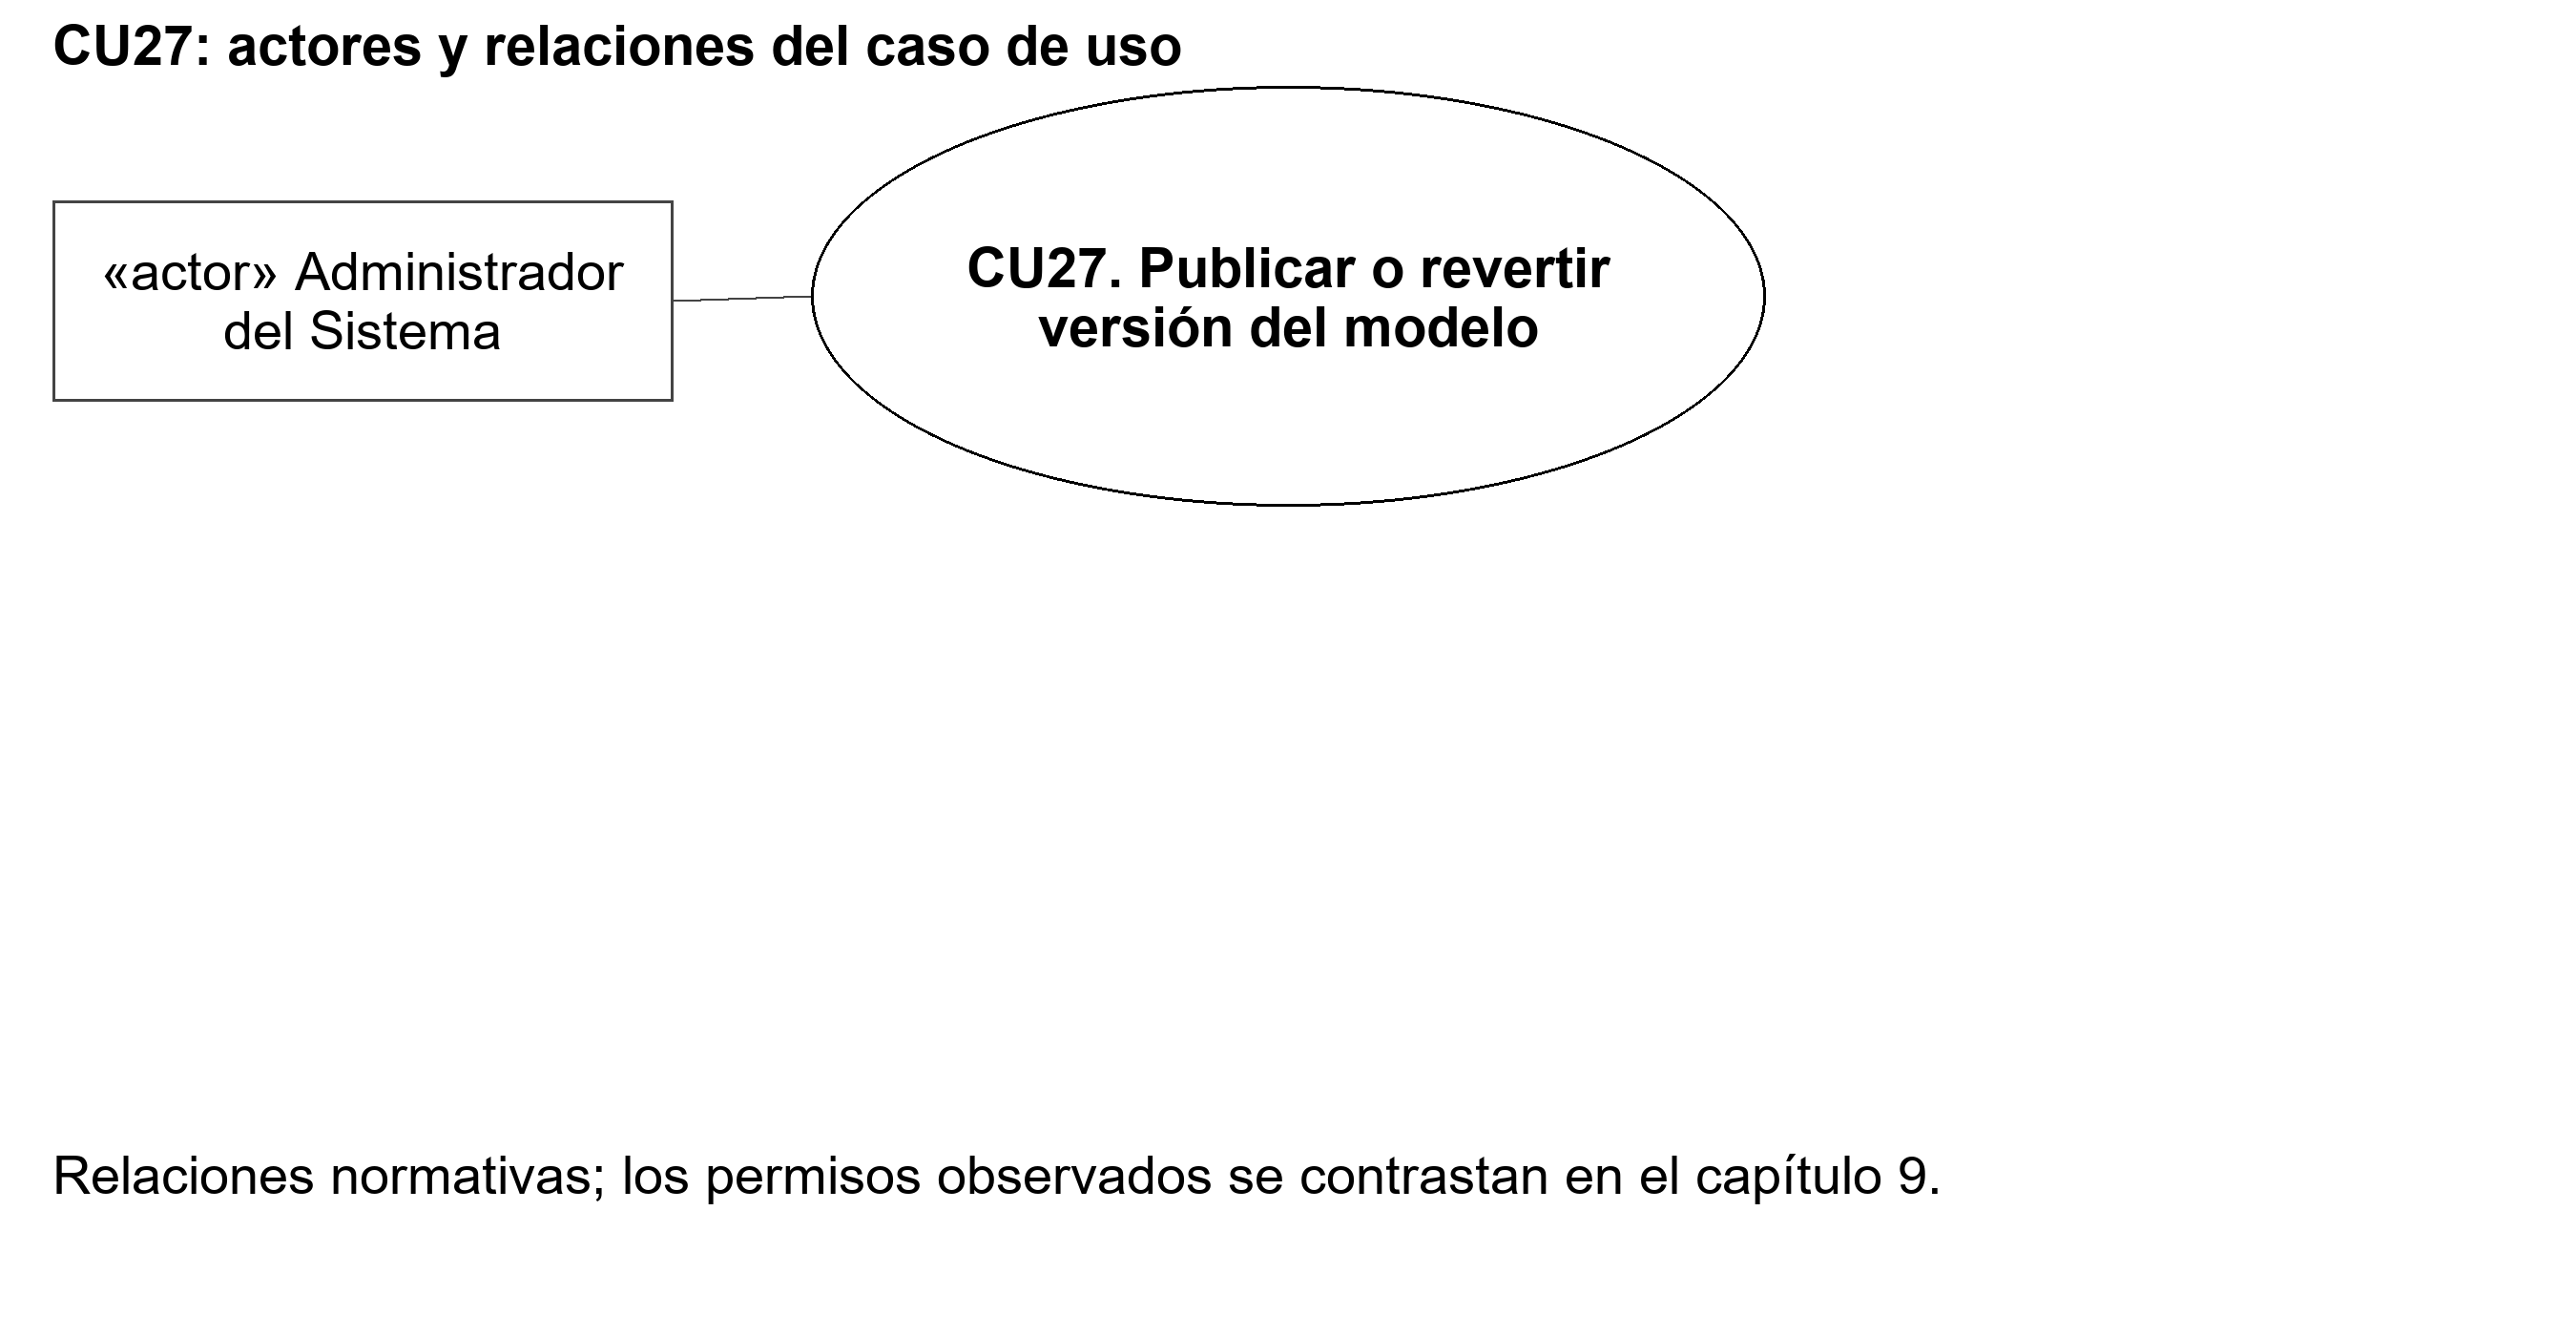 CU27: actores y relaciones del caso de uso
«actor» Administrador
del Sistema
CU27. Publicar o revertir
versión del modelo
Relaciones normativas; los permisos observados se contrastan en el capítulo 9.